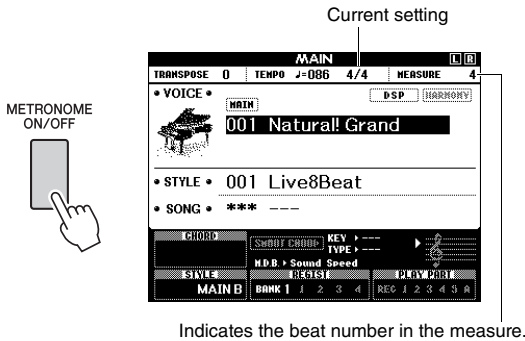 Current setting
MAIN L R
TRANSPOSE 0 TEMPO ♩=086 4/4 MEASURE 4
VOICE DSP HARMONY
MAIN
001 Natural! Grand
METRONOME
ON/OFF
STYLE 001 Live8Beat
SONG *** ---
CHORD SMART CHORD KEY ---
TYPE ---
M.D.B. Sound Speed
STYLE REGIST PLAY PART
MAIN B BANK 1 1 2 3 4 REC 1 2 3 4 5 A
Indicates the beat number in the measure.